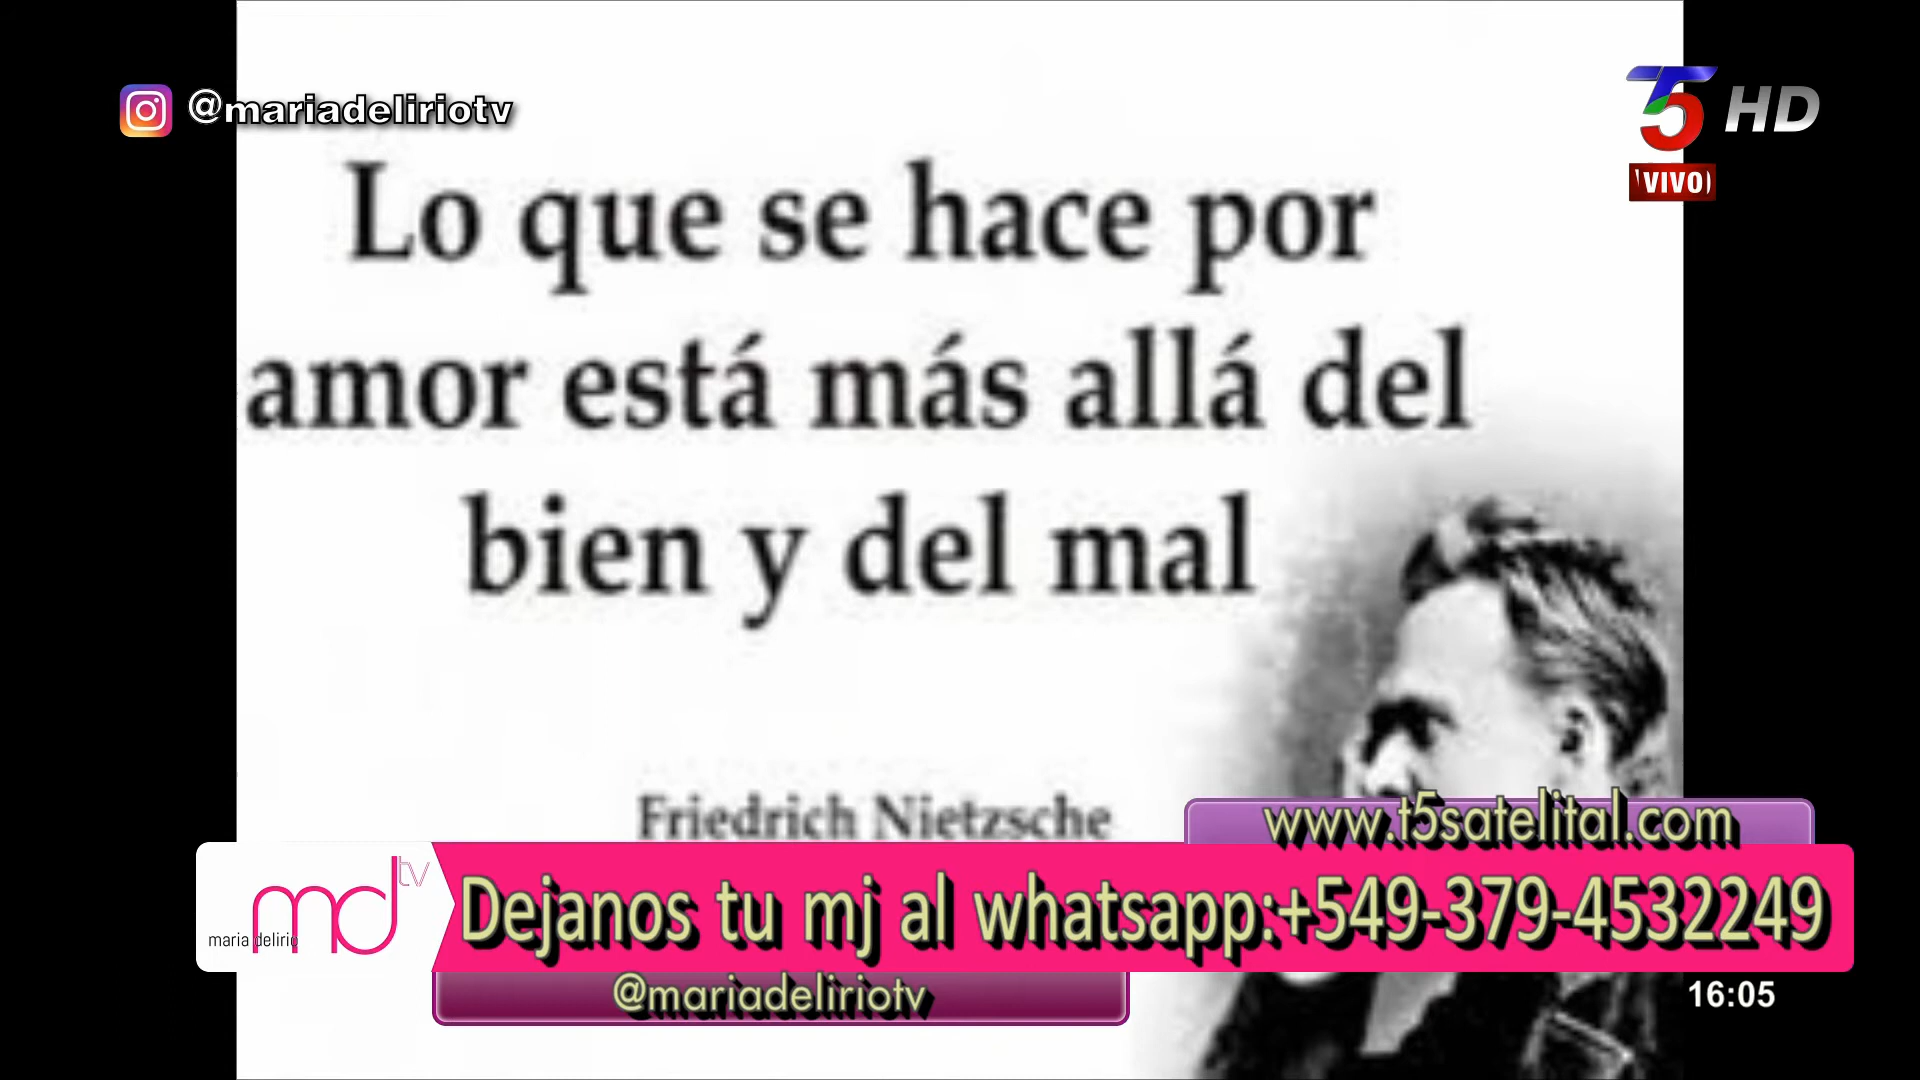 @mariadeliriotv
T5 HD
VIVO
Lo que se hace por
amor está más allá del
bien y del mal
Friedrich Nietzsche
www.t5satelital.com
md tv
maria delirio
Dejanos tu mj al whatsapp:+549-379-4532249
@mariadeliriotv
16:05